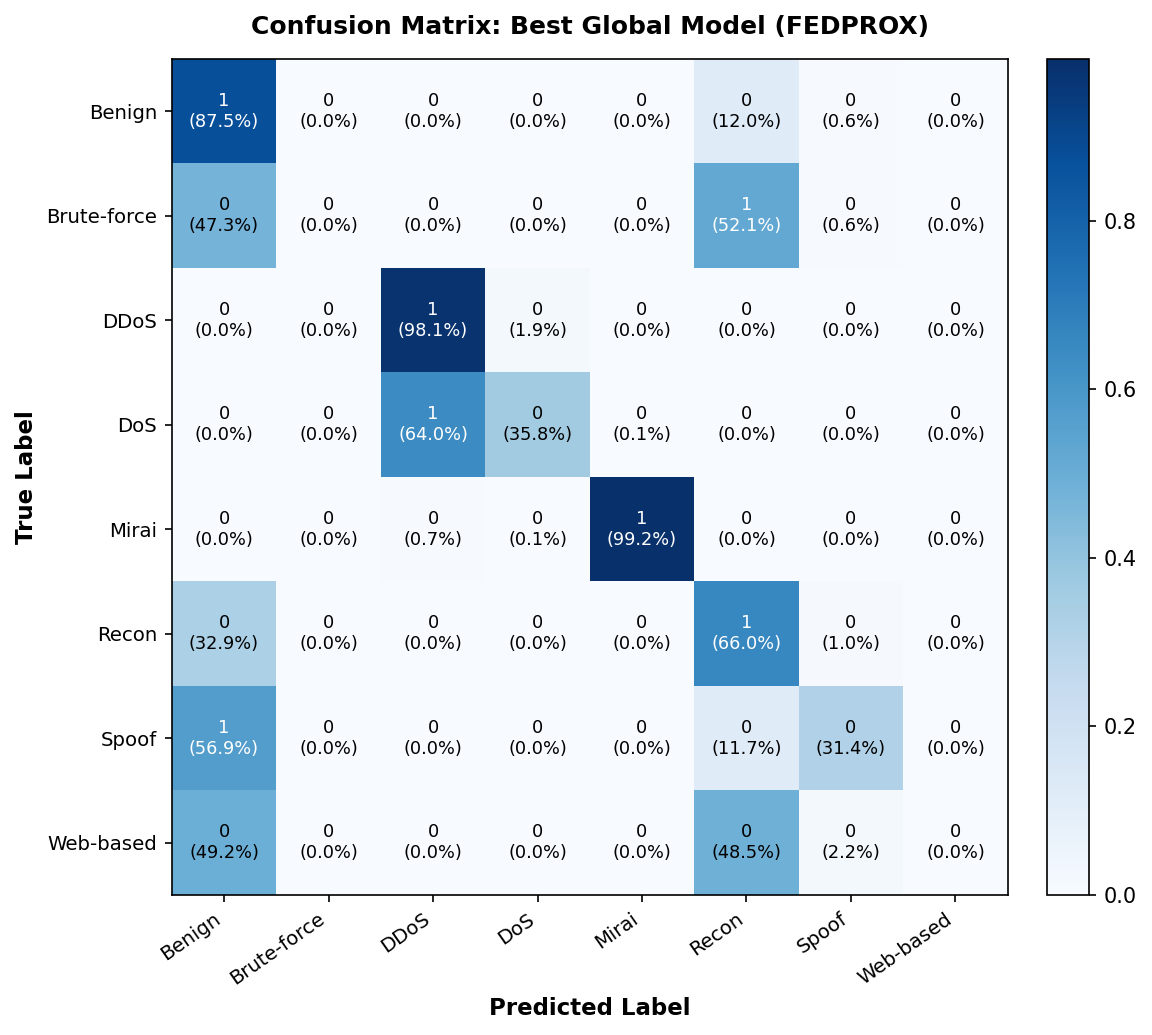 Confusion Matrix: Best Global Model (FEDPROX)
Benign
1 0 0 0 0 0 0 0
(87.5%) (0.0%) (0.0%) (0.0%) (0.0%) (12.0%) (0.6%) (0.0%)
Brute-force
0 0 0 0 0 1 0 0
(47.3%) (0.0%) (0.0%) (0.0%) (0.0%) (52.1%) (0.6%) (0.0%)
DDoS
0 0 1 0 0 0 0 0
(0.0%) (0.0%) (98.1%) (1.9%) (0.0%) (0.0%) (0.0%) (0.0%)
DoS
0 0 1 0 0 0 0 0
(0.0%) (0.0%) (64.0%) (35.8%) (0.1%) (0.0%) (0.0%) (0.0%)
Mirai
0 0 0 0 1 0 0 0
(0.0%) (0.0%) (0.7%) (0.1%) (99.2%) (0.0%) (0.0%) (0.0%)
Recon
0 0 0 0 0 1 0 0
(32.9%) (0.0%) (0.0%) (0.0%) (0.0%) (66.0%) (1.0%) (0.0%)
Spoof
1 0 0 0 0 0 0 0
(56.9%) (0.0%) (0.0%) (0.0%) (0.0%) (11.7%) (31.4%) (0.0%)
Web-based
0 0 0 0 0 0 0 0
(49.2%) (0.0%) (0.0%) (0.0%) (0.0%) (48.5%) (2.2%) (0.0%)
True Label
Benign Brute-force DDoS DoS Mirai Recon Spoof Web-based
Predicted Label
0.8
0.6
0.4
0.2
0.0